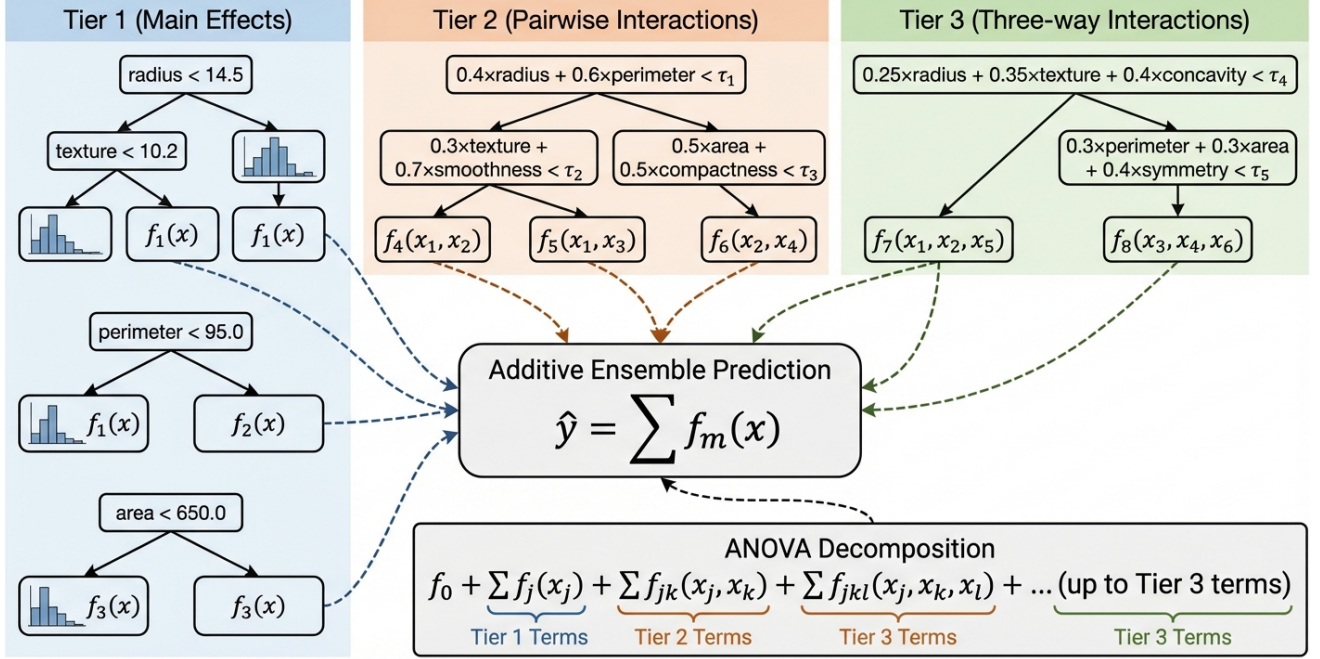 Tier 1 (Main Effects)
radius < 14.5
texture < 10.2
f₁(x)
f₁(x)
perimeter < 95.0
f₁(x)
f₂(x)
area < 650.0
f₃(x)
f₃(x)
Tier 2 (Pairwise Interactions)
0.4×radius + 0.6×perimeter < τ₁
0.3×texture +
0.7×smoothness < τ₂
0.5×area +
0.5×compactness < τ₃
f₄(x₁, x₂)
f₅(x₁, x₃)
f₆(x₂, x₄)
Tier 3 (Three-way Interactions)
0.25×radius + 0.35×texture + 0.4×concavity < τ₄
0.3×perimeter + 0.3×area
+ 0.4×symmetry < τ₅
f₇(x₁, x₂, x₅)
f₈(x₃, x₄, x₆)
Additive Ensemble Prediction
ŷ = ∑ fₘ(x)
ANOVA Decomposition
f₀ + ∑ fⱼ(xⱼ) + ∑ fⱼₖ(xⱼ, xₖ) + ∑ fⱼₖₗ(xⱼ, xₖ, xₗ) + ... (up to Tier 3 terms)
Tier 1 Terms
Tier 2 Terms
Tier 3 Terms
Tier 3 Terms